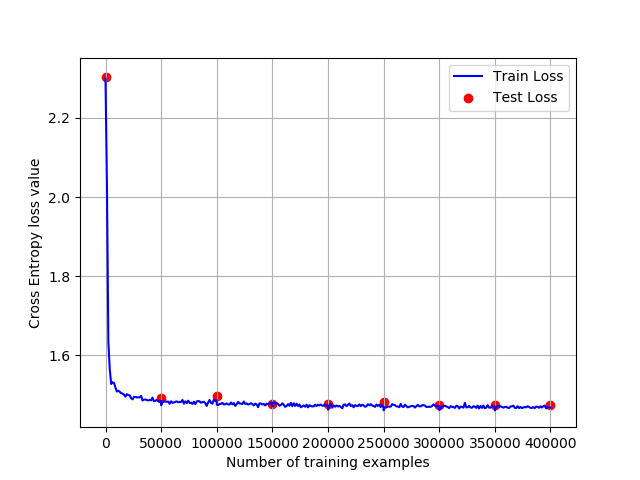 Train Loss
Test Loss
2.2
2.0
1.8
1.6
Cross Entropy loss value
0 50000 100000 150000 200000 250000 300000 350000 400000
Number of training examples